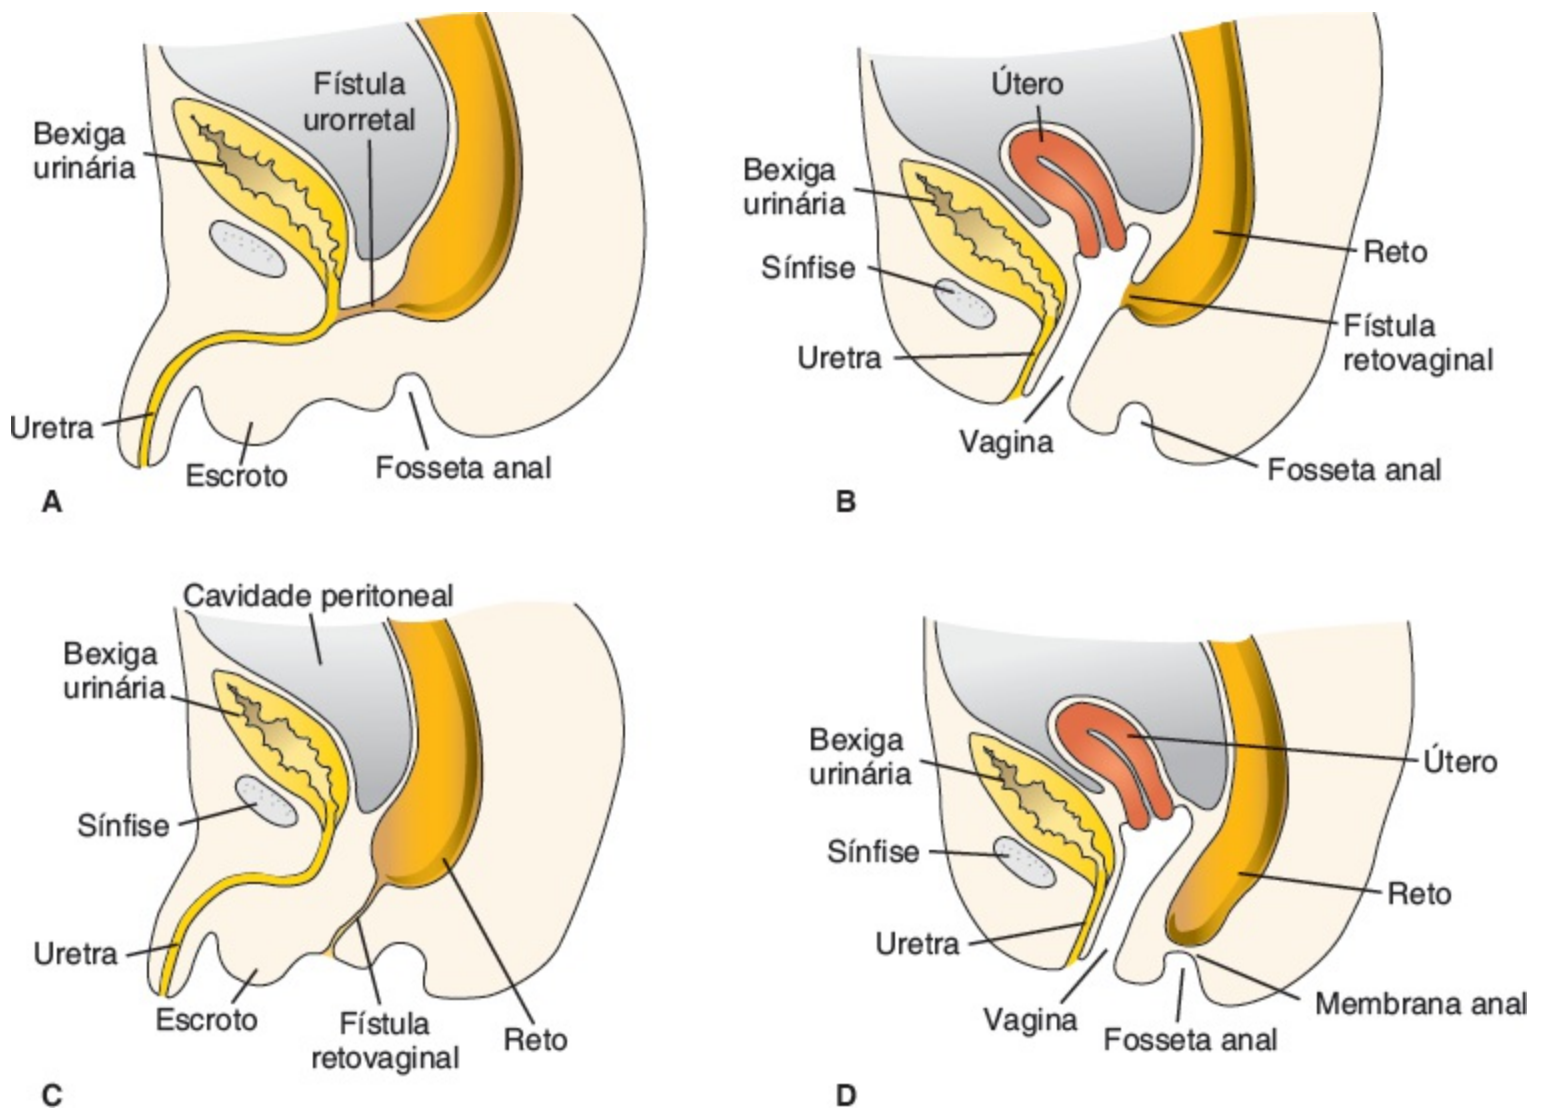 Fístula
urorretal
Bexiga
urinária
Uretra
Escroto
Fosseta anal
A
Útero
Bexiga
urinária
Sínfise
Uretra
Vagina
Reto
Fístula
retovaginal
Fosseta anal
B
Cavidade peritoneal
Bexiga
urinária
Sínfise
Uretra
Escroto
Fístula
retovaginal
Reto
C
Bexiga
urinária
Útero
Sínfise
Reto
Uretra
Vagina
Membrana anal
Fosseta anal
D